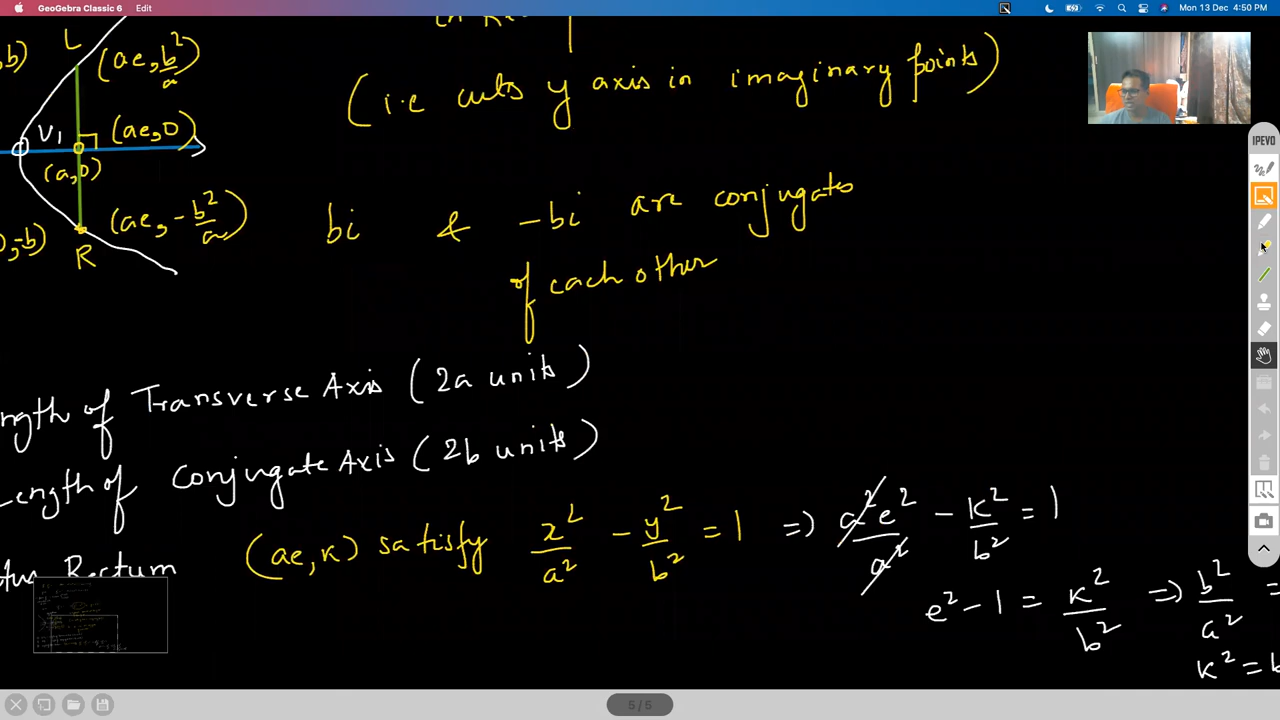 GeoGebra Classic 6 Edit
Mon 13 Dec 4:50 PM
(i.e cuts y axis in imaginary points)
L
(ae, b²/a)
V1
(ae,0)
(a,0)
,-b)
R
(ae, -b²/a)
bi & -bi are conjugates
of each other
ngth of Transverse Axis (2a units)
Length of Conjugate Axis (2b units)
(ae, k) satisfy x²/a² - y²/b² = 1 => a²e²/a² - k²/b² = 1
Rectum
e² - 1 = k²/b² => b²/a² =
k² = b
IPEVO
5 / 5